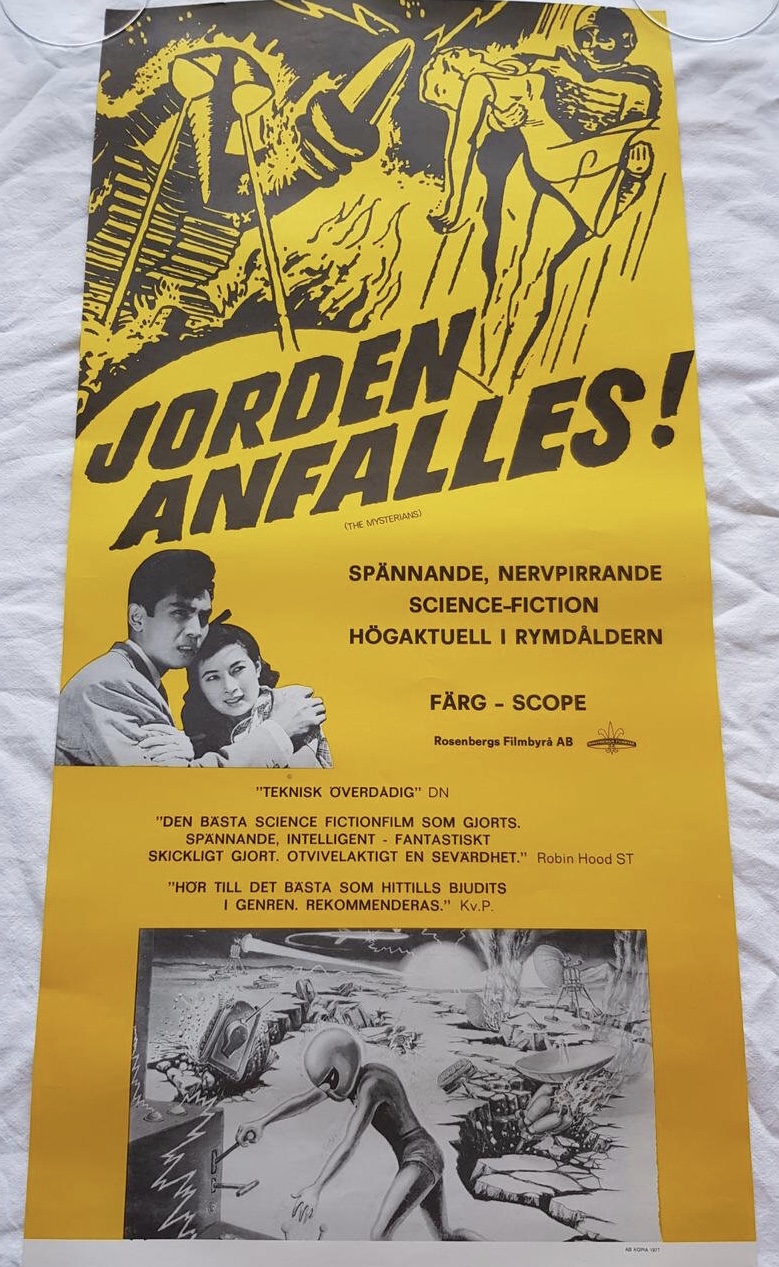 JORDEN
ANFALLES!
(THE MYSTERIANS)
SPÄNNANDE, NERVPIRRANDE
SCIENCE-FICTION
HÖGAKTUELL I RYMDÅLDERN
FÄRG – SCOPE
Rosenbergs Filmbyrå AB
"TEKNISK ÖVERDÅDIG" DN
"DEN BÄSTA SCIENCE FICTIONFILM SOM GJORTS.
SPÄNNANDE, INTELLIGENT - FANTASTISKT
SKICKLIGT GJORT. OTVIVELAKTIGT EN SEVÄRDHET." Robin Hood ST
"HÖR TILL DET BÄSTA SOM HITTILLS BJUDITS
I GENREN. REKOMMENDERAS." Kv.P.